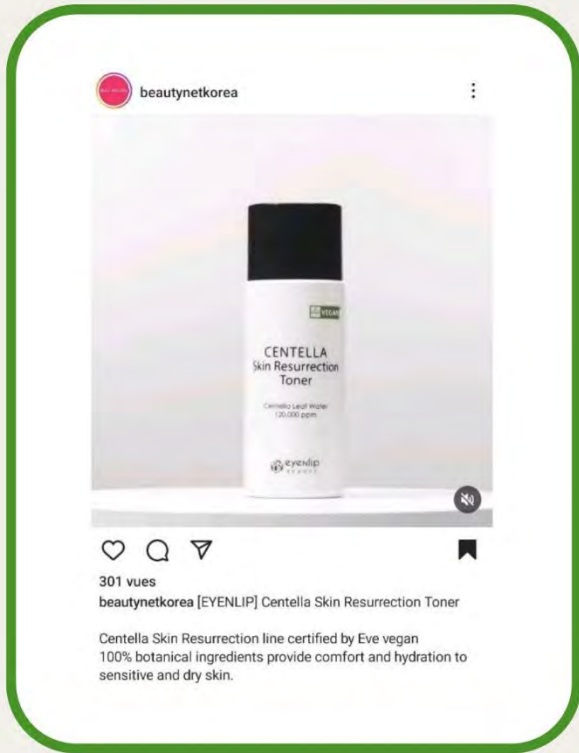 beautynetkorea
VEGAN
CENTELLA
Skin Resurrection
Toner
Centella Leaf Water
120,000 ppm
eyenlip
BEAUTY
301 vues
beautynetkorea [EYENLIP] Centella Skin Resurrection Toner
Centella Skin Resurrection line certified by Eve vegan
100% botanical ingredients provide comfort and hydration to
sensitive and dry skin.